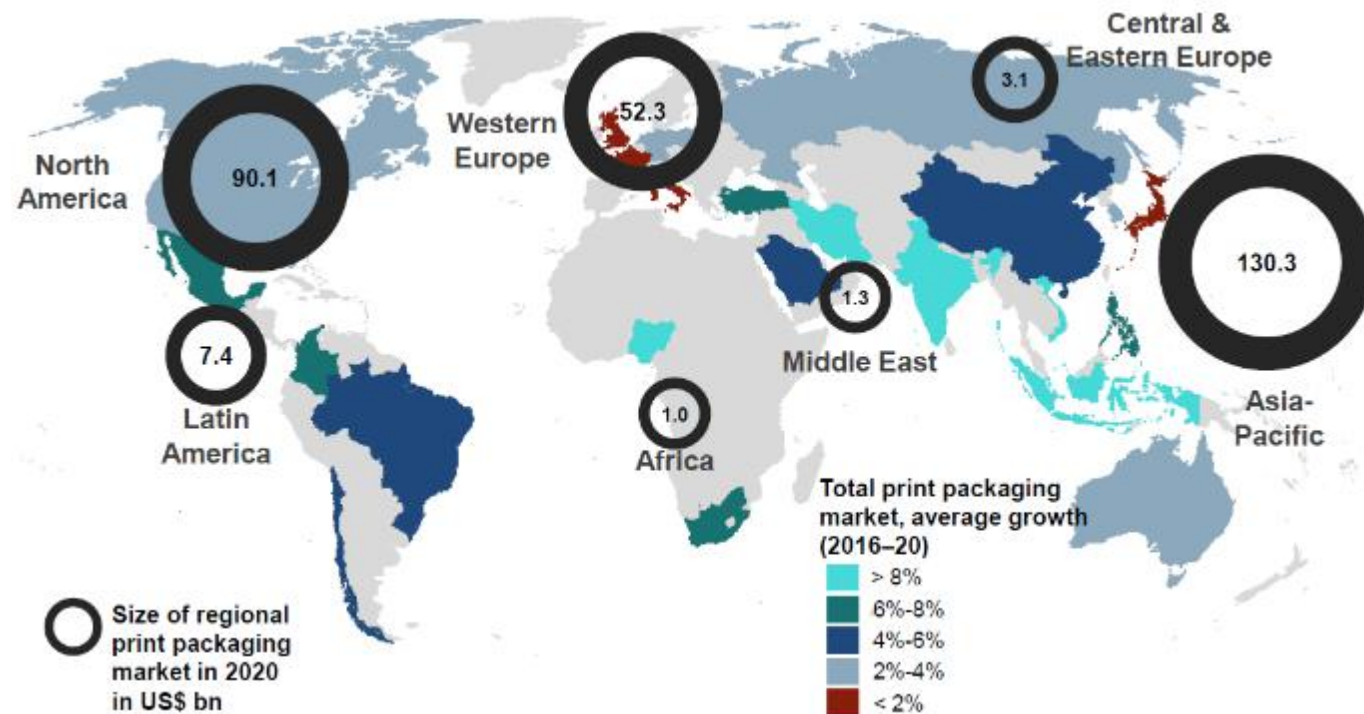 Central &
Eastern Europe
3.1
Western
Europe
52.3
North
America
90.1
130.3
1.3
Middle East
7.4
Latin
America
1.0
Africa
Asia-
Pacific
Total print packaging
market, average growth
(2016–20)
> 8%
6%-8%
4%-6%
2%-4%
< 2%
Size of regional
print packaging
market in 2020
in US$ bn